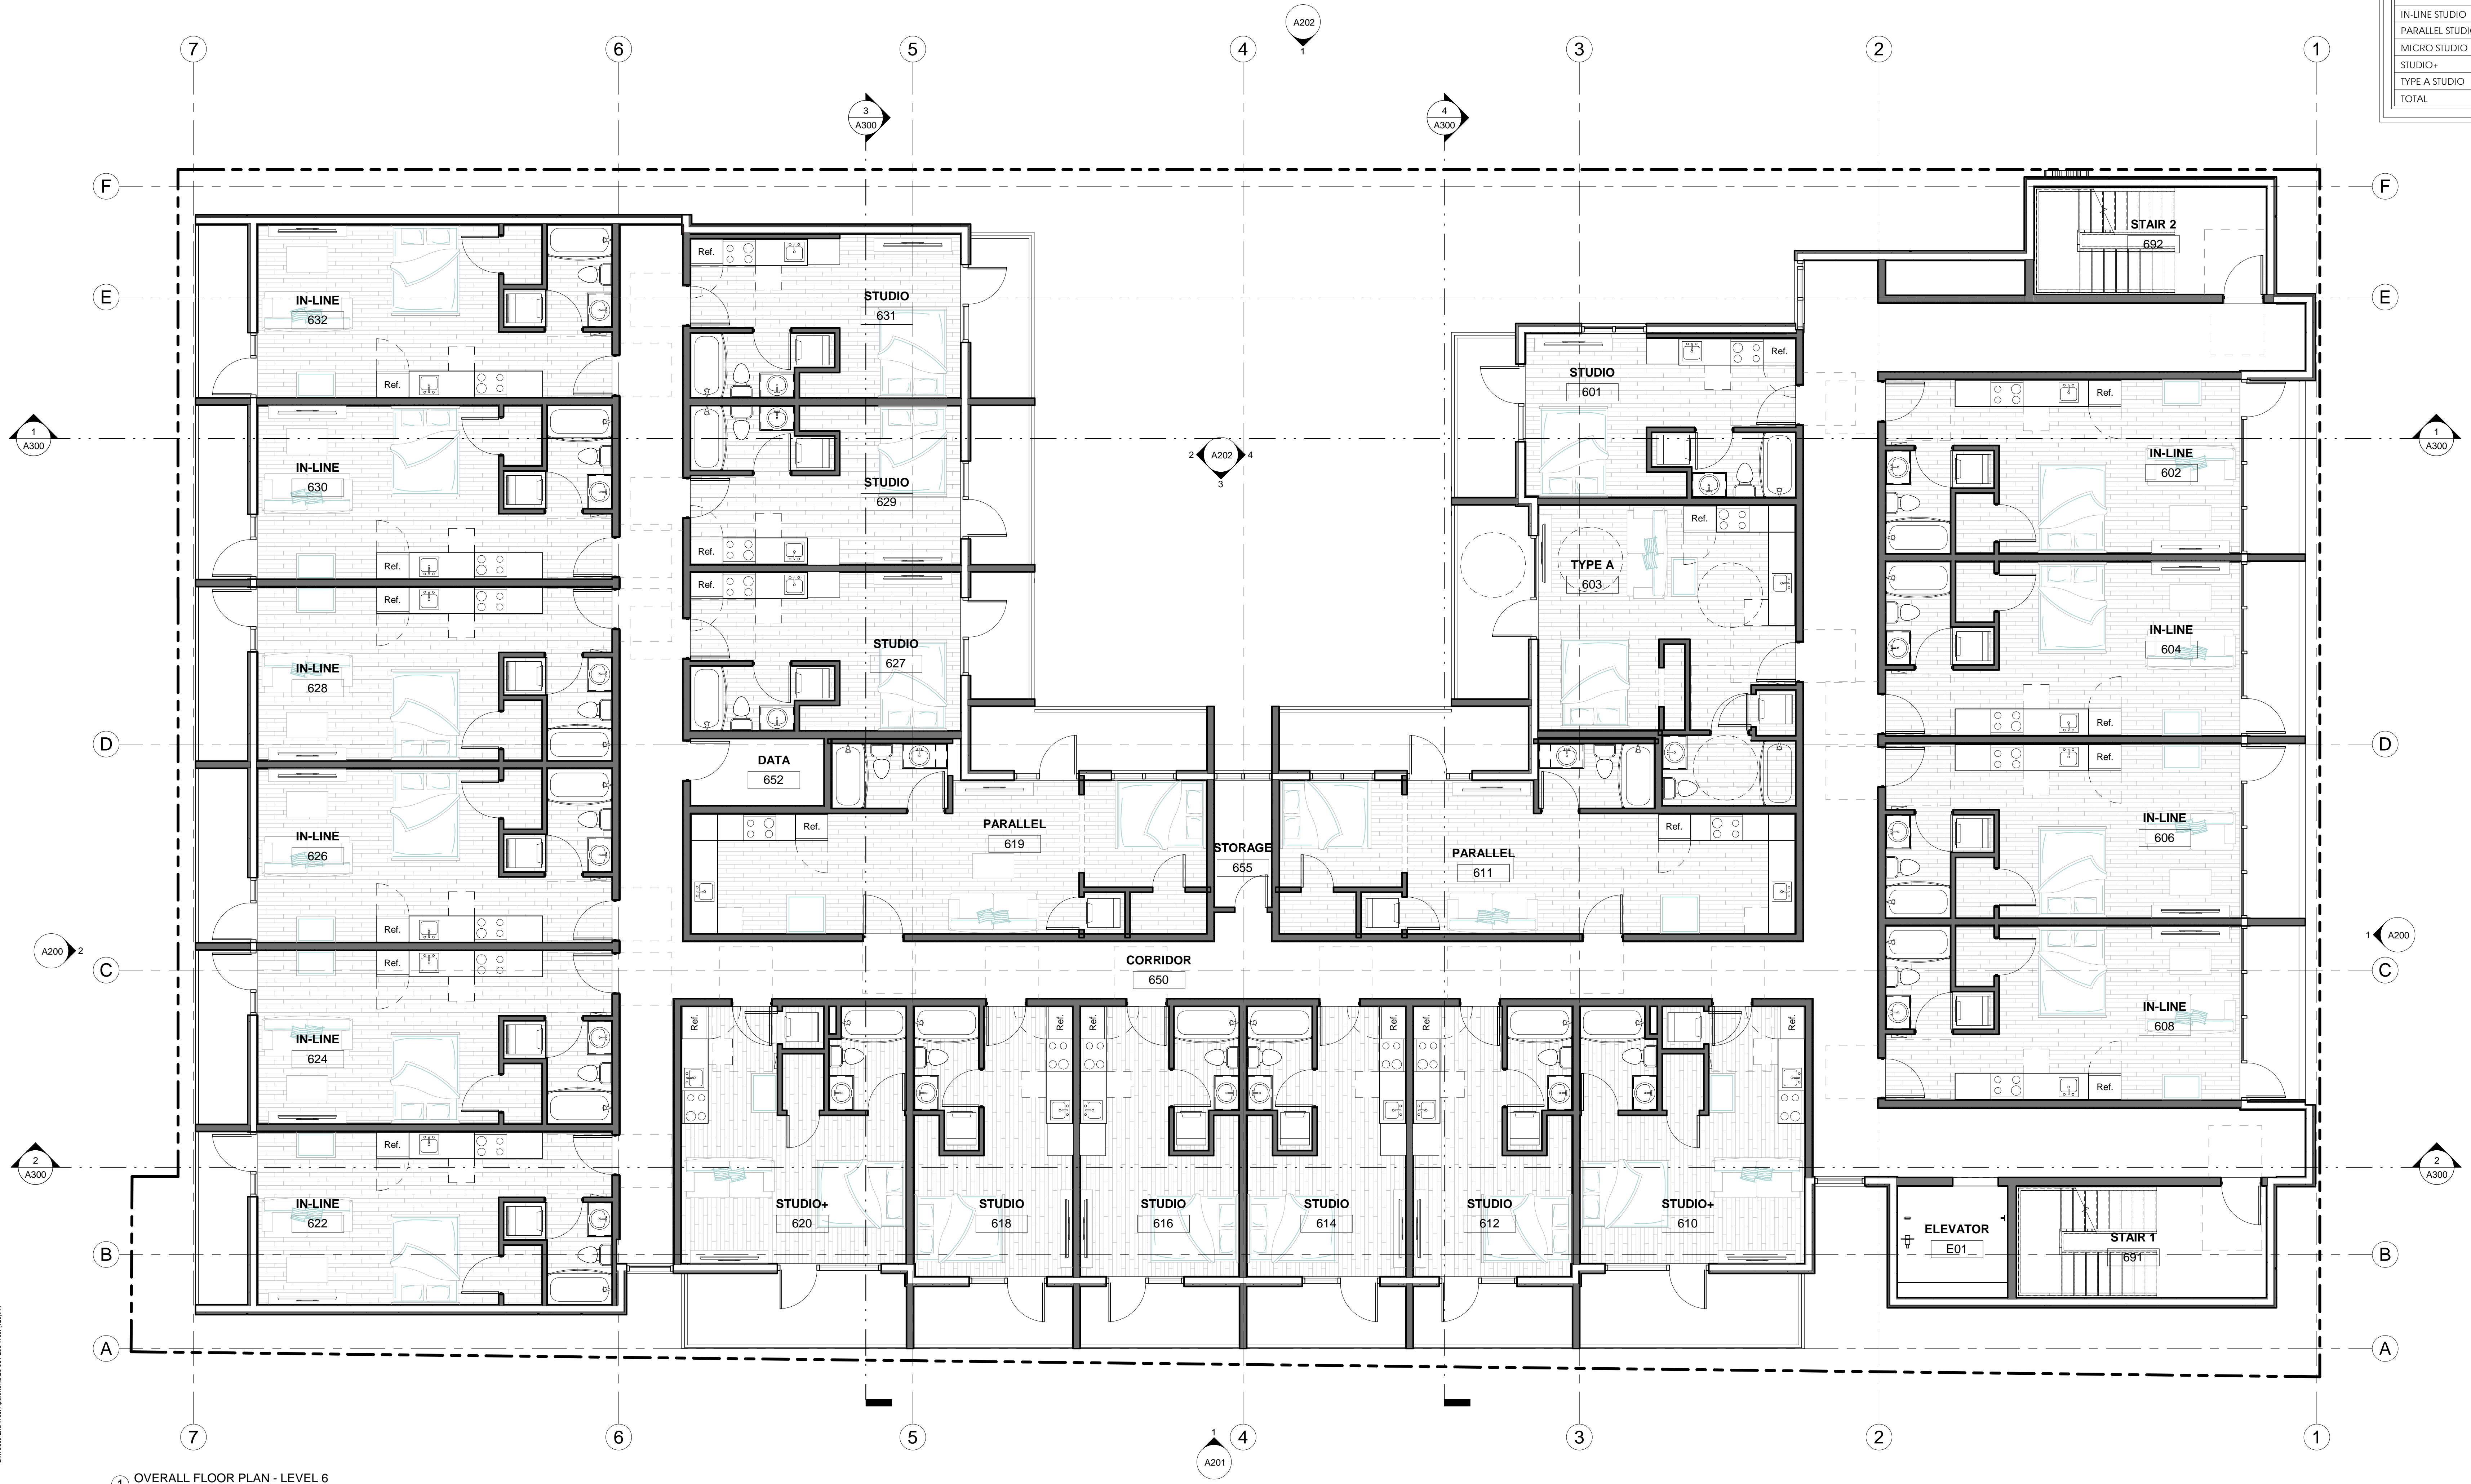 A202
1
IN-LINE STUDIO
PARALLEL STUDIO
MICRO STUDIO
STUDIO+
TYPE A STUDIO
TOTAL
7
6
5
4
3
2
1
3
A300
4
A300
F
F
STAIR 2
692
Ref.
E
E
IN-LINE
632
STUDIO
631
Ref.
STUDIO
601
Ref.
Ref.
1
A300
1
A300
2
A202
4
3
IN-LINE
630
STUDIO
629
IN-LINE
602
Ref.
Ref.
Ref.
Ref.
Ref.
TYPE A
603
IN-LINE
628
STUDIO
627
IN-LINE
604
Ref.
D
D
DATA
652
Ref.
IN-LINE
626
Ref.
PARALLEL
619
STORAGE
655
PARALLEL
611
Ref.
IN-LINE
606
Ref.
A200
2
1
A200
C
C
CORRIDOR
650
Ref.
IN-LINE
608
IN-LINE
624
Ref.
Ref.
Ref.
Ref.
Ref.
Ref.
Ref.
Ref.
2
A300
2
A300
IN-LINE
622
STUDIO+
620
STUDIO
618
STUDIO
616
STUDIO
614
STUDIO
612
STUDIO+
610
ELEVATOR
E01
STAIR 1
691
B
B
A
A
7
6
5
4
3
2
1
1
A201
1
OVERALL FLOOR PLAN - LEVEL 6